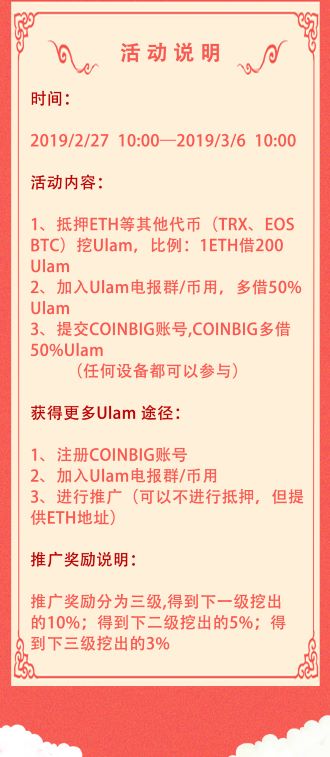 活动说明
时间：
2019/2/27 10:00—2019/3/6 10:00
活动内容：
1、抵押ETH等其他代币（TRX、EOS
BTC）挖Ulam，比例：1ETH借200
Ulam
2、加入Ulam电报群/币用，多借50%
Ulam
3、提交COINBIG账号,COINBIG多借
50%Ulam
（任何设备都可以参与）
获得更多Ulam 途径：
1、注册COINBIG账号
2、加入Ulam电报群/币用
3、进行推广（可以不进行抵押，但提
供ETH地址）
推广奖励说明：
推广奖励分为三级,得到下一级挖出
的10%；得到下二级挖出的5%；得
到下三级挖出的3%